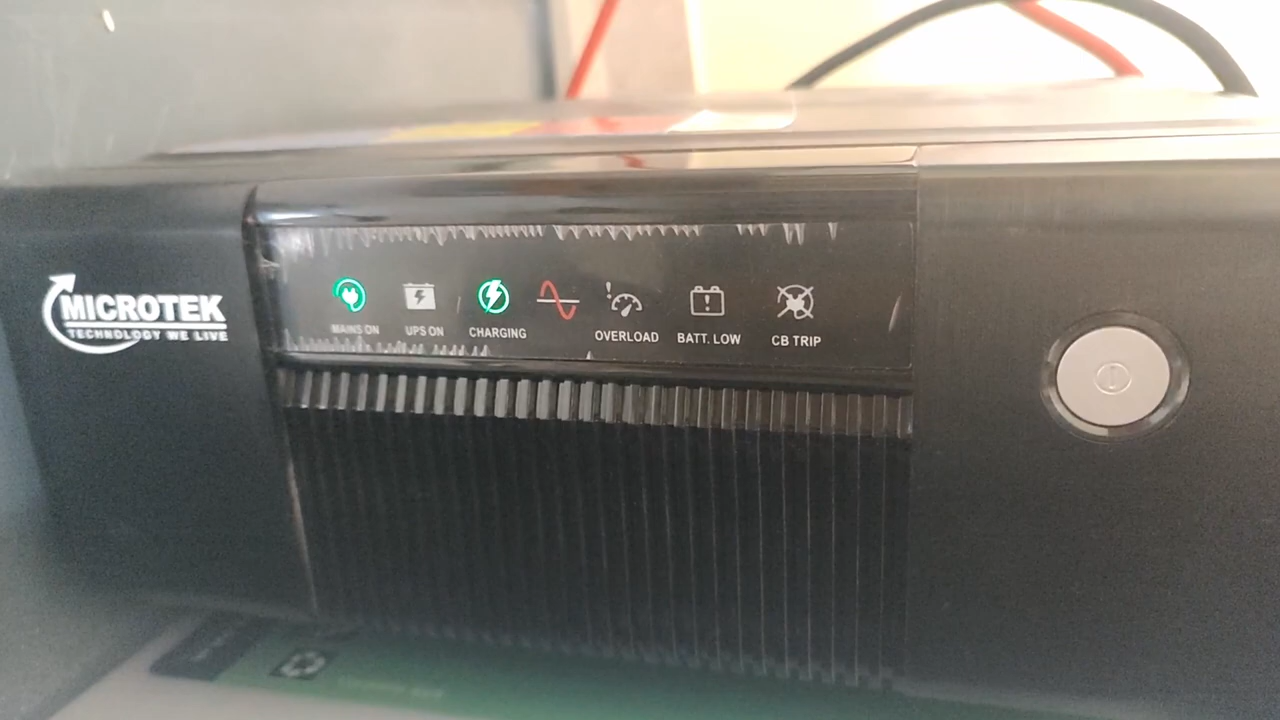 MICROTEK
TECHNOLOGY WE LIVE
MAINS ON
UPS ON
CHARGING
OVERLOAD
BATT. LOW
CB TRIP